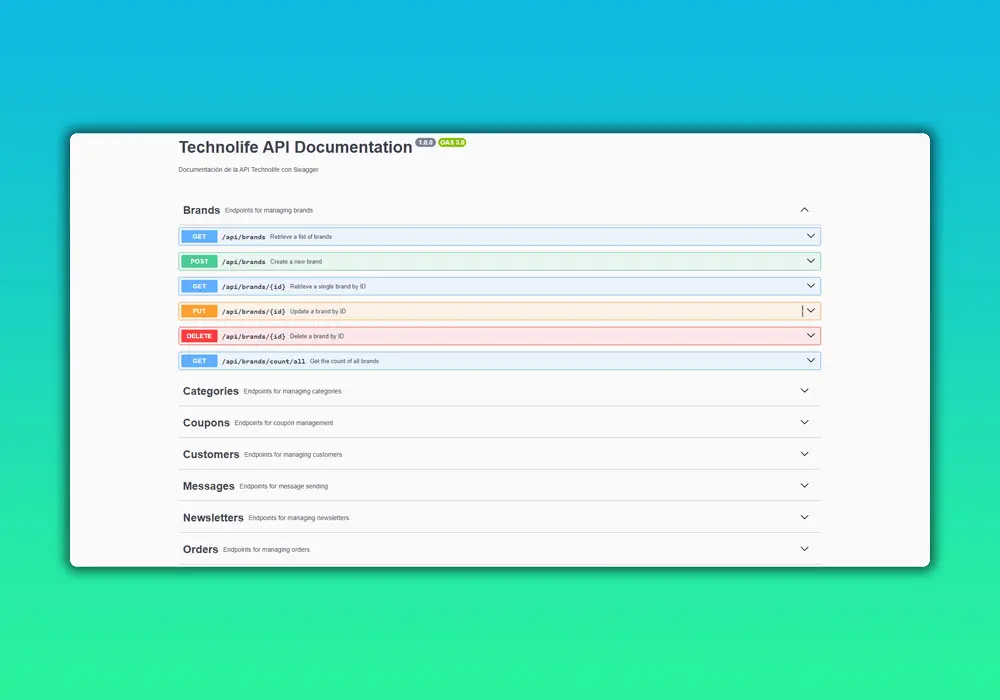 Technolife API Documentation 1.0.0 OAS 3.0
Documentación de la API Technolife con Swagger
Brands Endpoints for managing brands
GET /api/brands Retrieve a list of brands
POST /api/brands Create a new brand
GET /api/brands/{id} Retrieve a single brand by ID
PUT /api/brands/{id} Update a brand by ID
DELETE /api/brands/{id} Delete a brand by ID
GET /api/brands/count/all Get the count of all brands
Categories Endpoints for managing categories
Coupons Endpoints for coupon management
Customers Endpoints for managing customers
Messages Endpoints for message sending
Newsletters Endpoints for managing newsletters
Orders Endpoints for managing orders